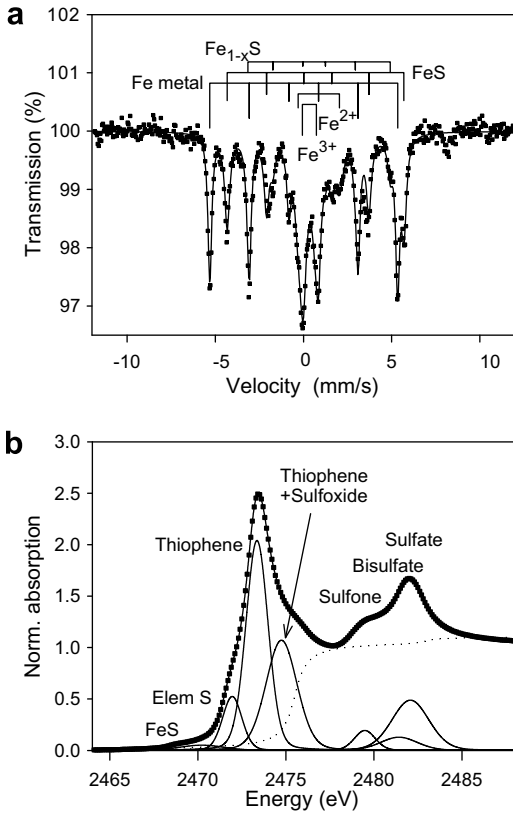 a
102
101
100
99
98
97
Transmission (%)
Fe1-xS
Fe metal
FeS
Fe2+
Fe3+
-10
-5
0
5
10
Velocity (mm/s)
b
3.0
2.5
2.0
1.5
1.0
0.5
0.0
Norm. absorption
Thiophene
+Sulfoxide
Thiophene
Sulfate
Bisulfate
Sulfone
Elem S
FeS
2465
2470
2475
2480
2485
Energy (eV)